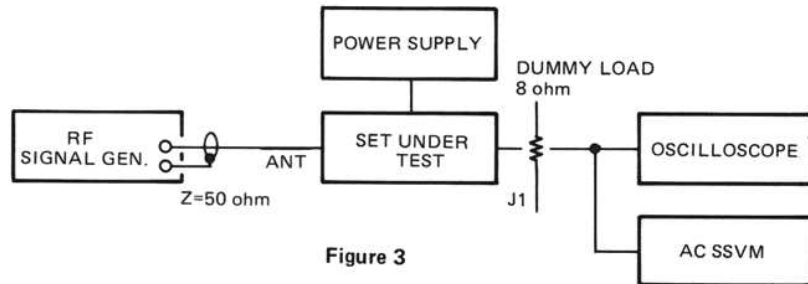 POWER SUPPLY
DUMMY LOAD
8 ohm
RF
SIGNAL GEN.
ANT
SET UNDER
TEST
OSCILLOSCOPE
Z=50 ohm
J1
AC SSVM
Figure 3